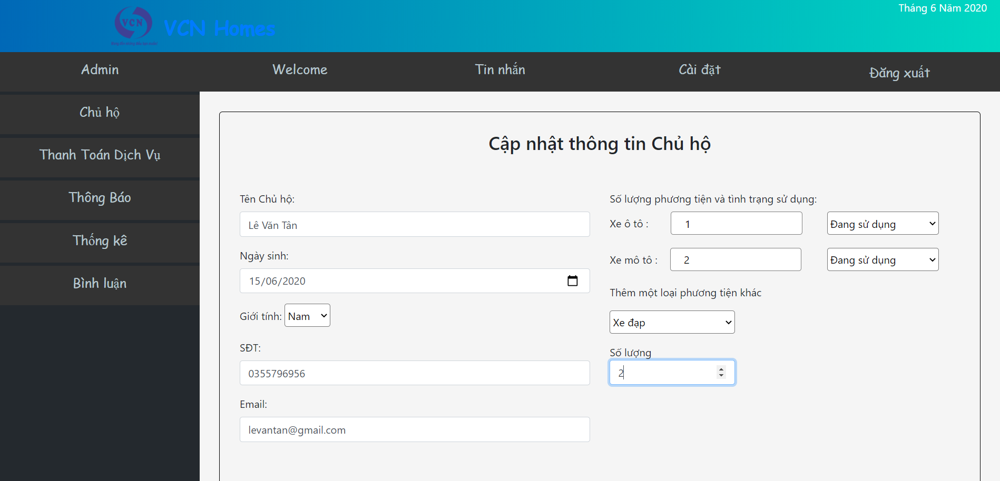 Tháng 6 Năm 2020
VCN
VCN Homes
Admin
Welcome
Tin nhắn
Cài đặt
Đăng xuất
Chủ hộ
Thanh Toán Dịch Vụ
Thông Báo
Thống kê
Bình luận
Cập nhật thông tin Chủ hộ
Tên Chủ hộ:
Lê Văn Tân
Ngày sinh:
15/06/2020
Giới tính: Nam
SĐT:
0355796956
Email:
levantan@gmail.com
Số lượng phương tiện và tình trạng sử dụng:
Xe ô tô : 1 Đang sử dụng
Xe mô tô : 2 Đang sử dụng
Thêm một loại phương tiện khác
Xe đạp
Số lượng
2